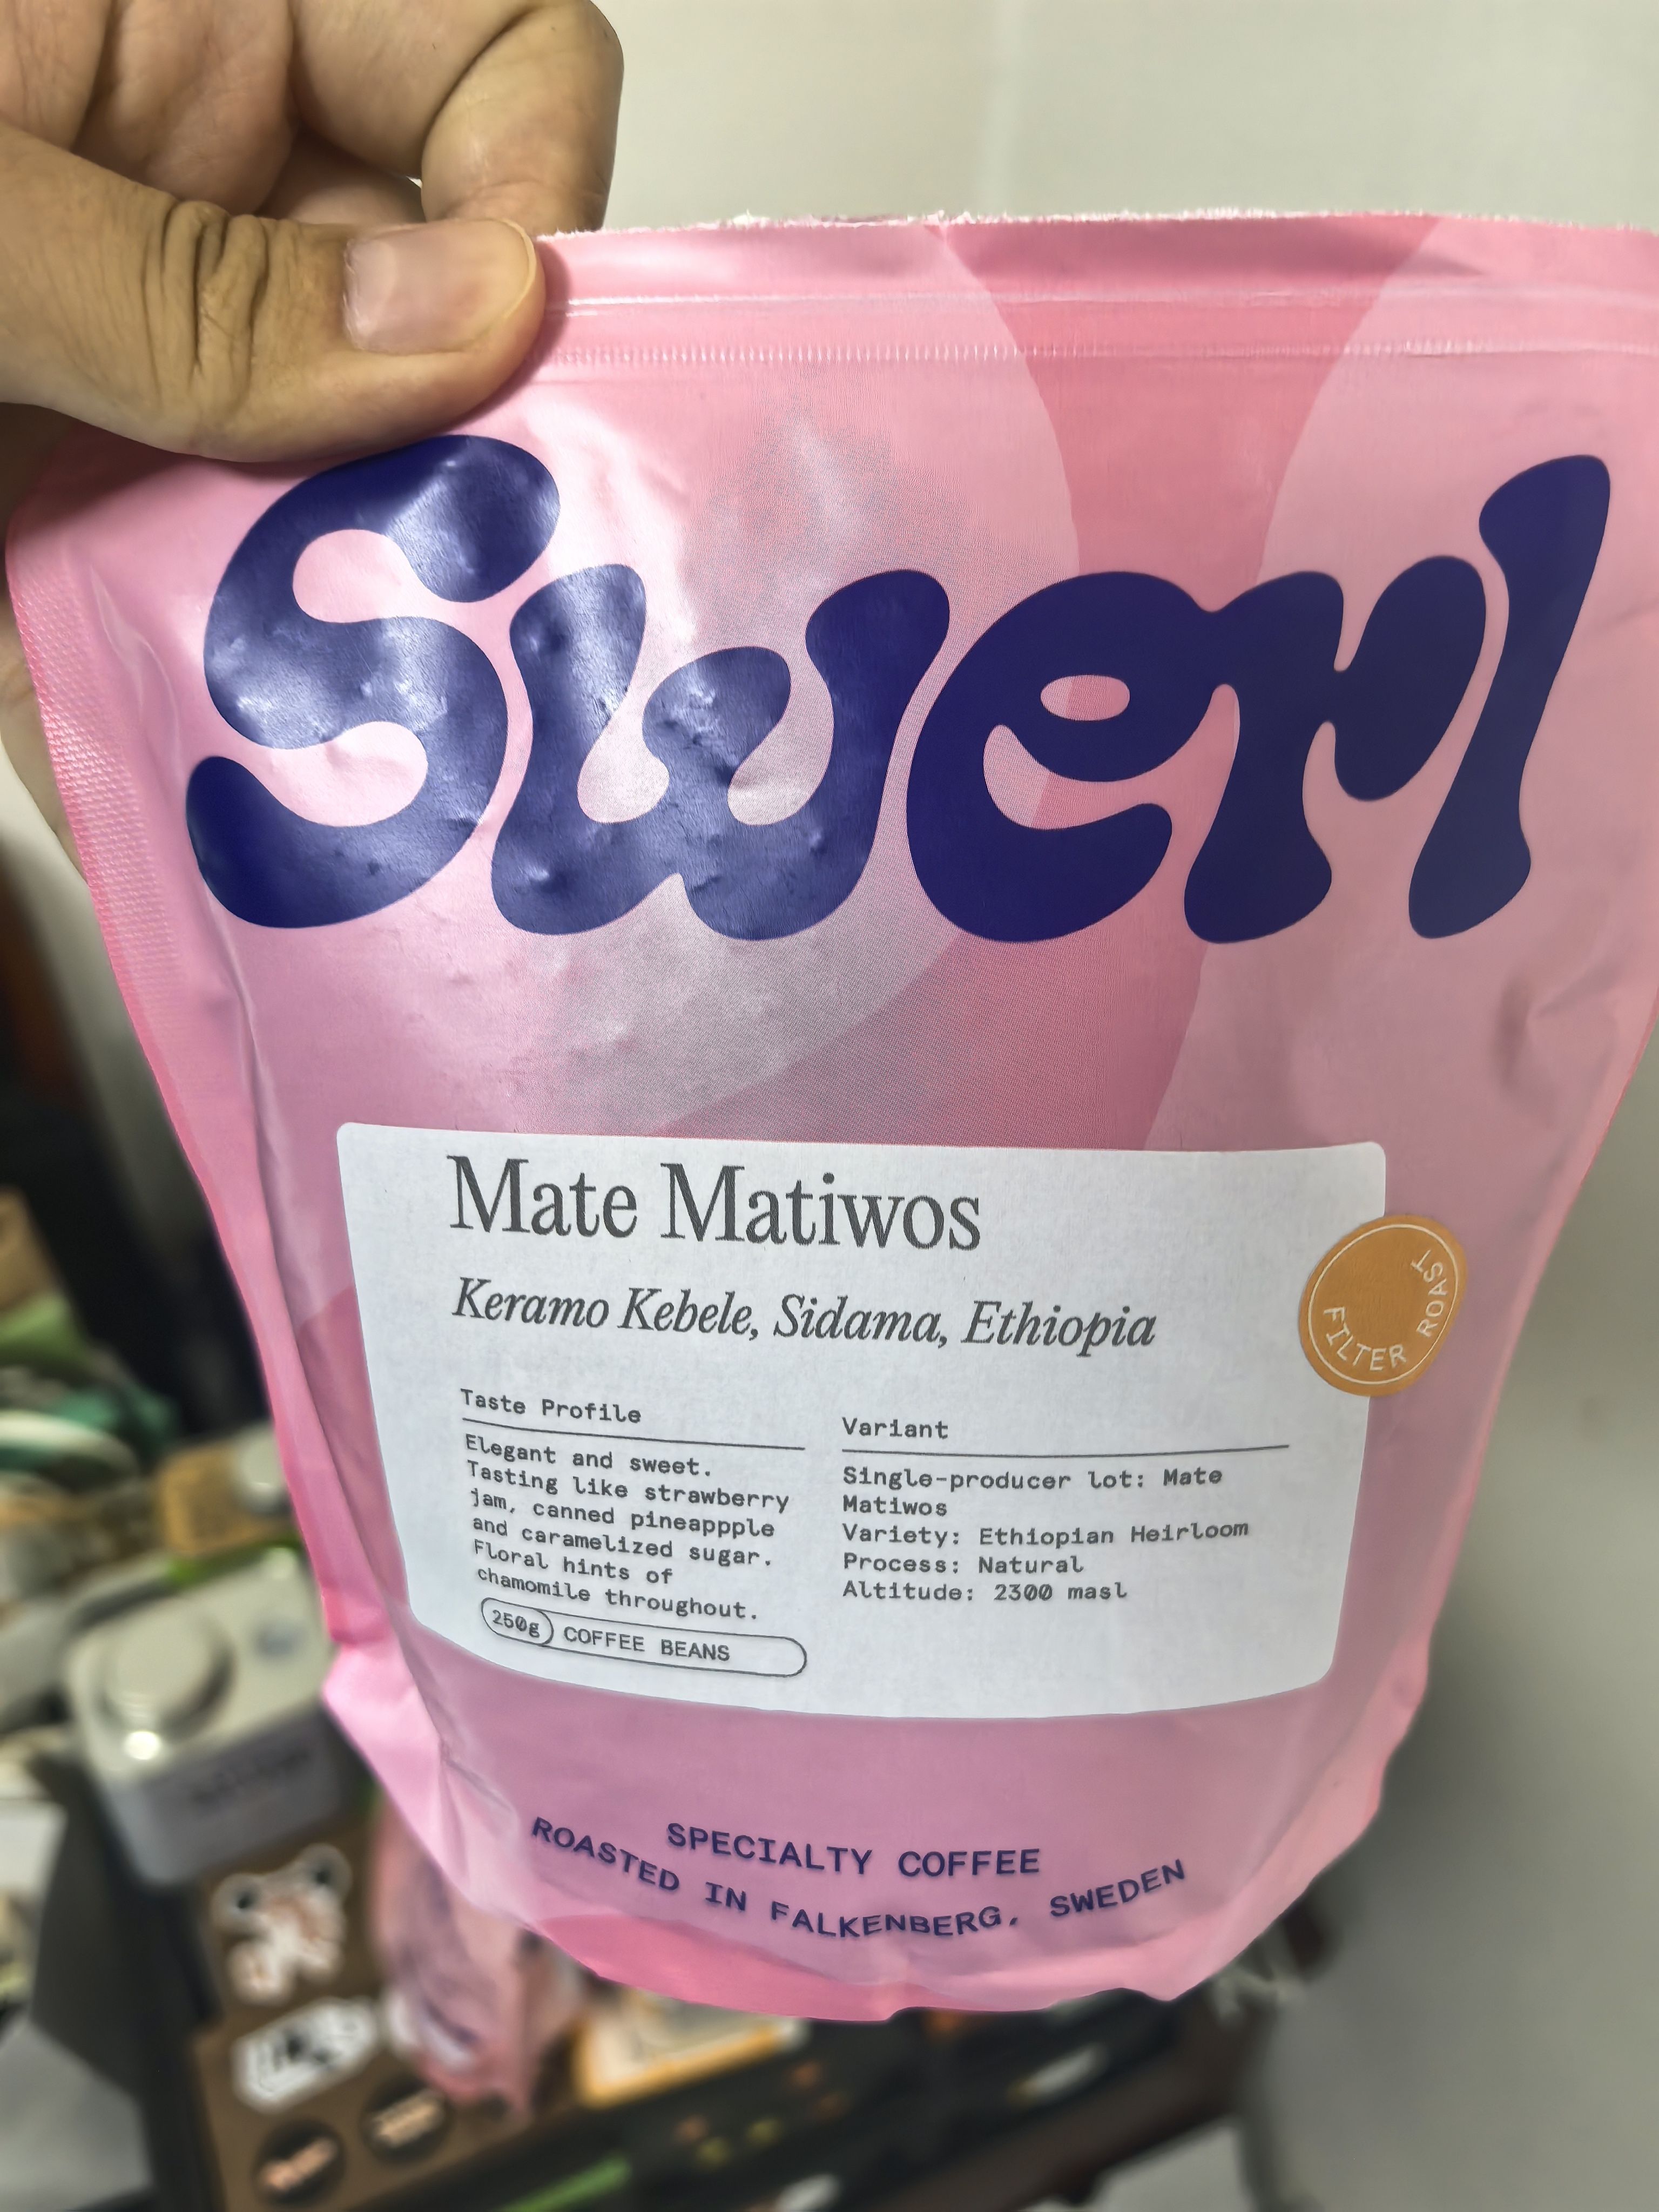 Swerl
Mate Matiwos
Keramo Kebele, Sidama, Ethiopia
FILTER ROAST
Taste Profile
Elegant and sweet.
Tasting like strawberry
jam, canned pineappple
and caramelized sugar.
Floral hints of
chamomile throughout.
250g COFFEE BEANS
Variant
Single-producer lot: Mate
Matiwos
Variety: Ethiopian Heirloom
Process: Natural
Altitude: 2300 masl
SPECIALTY COFFEE
ROASTED IN FALKENBERG, SWEDEN